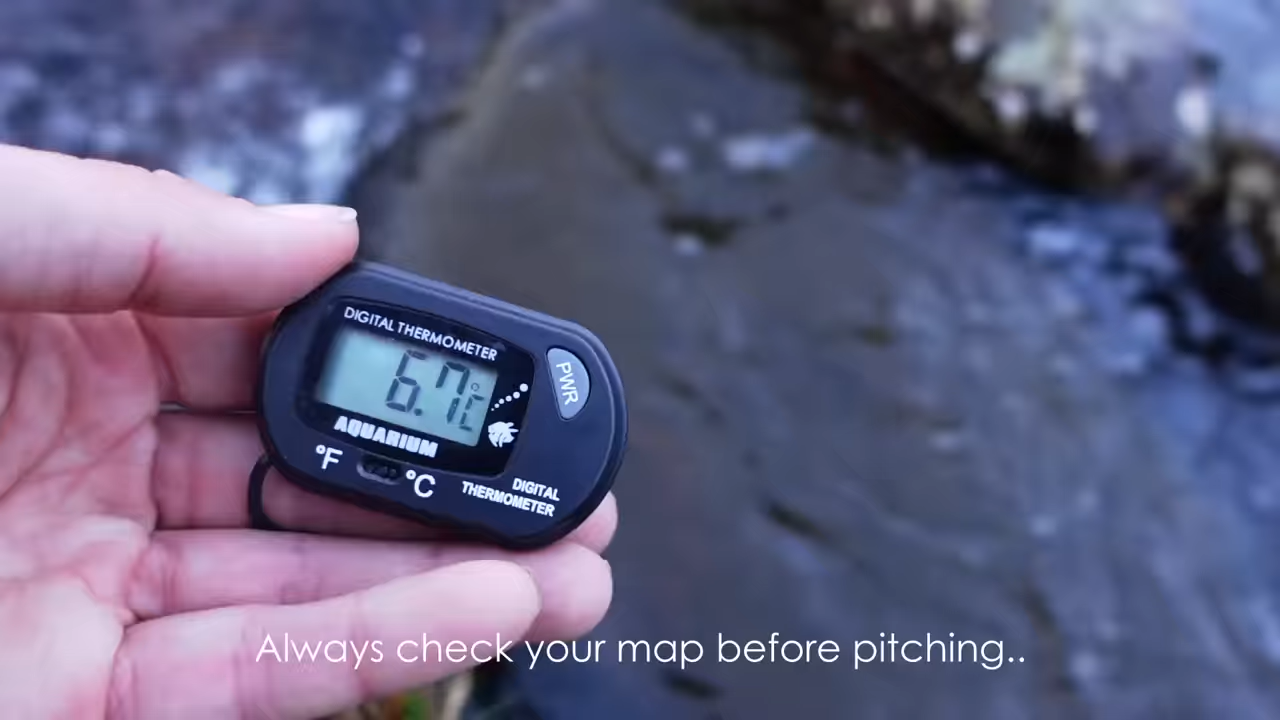 DIGITAL THERMOMETER
6.7°C
PWR
AQUARIUM
°F °C
DIGITAL
THERMOMETER
Always check your map before pitching..